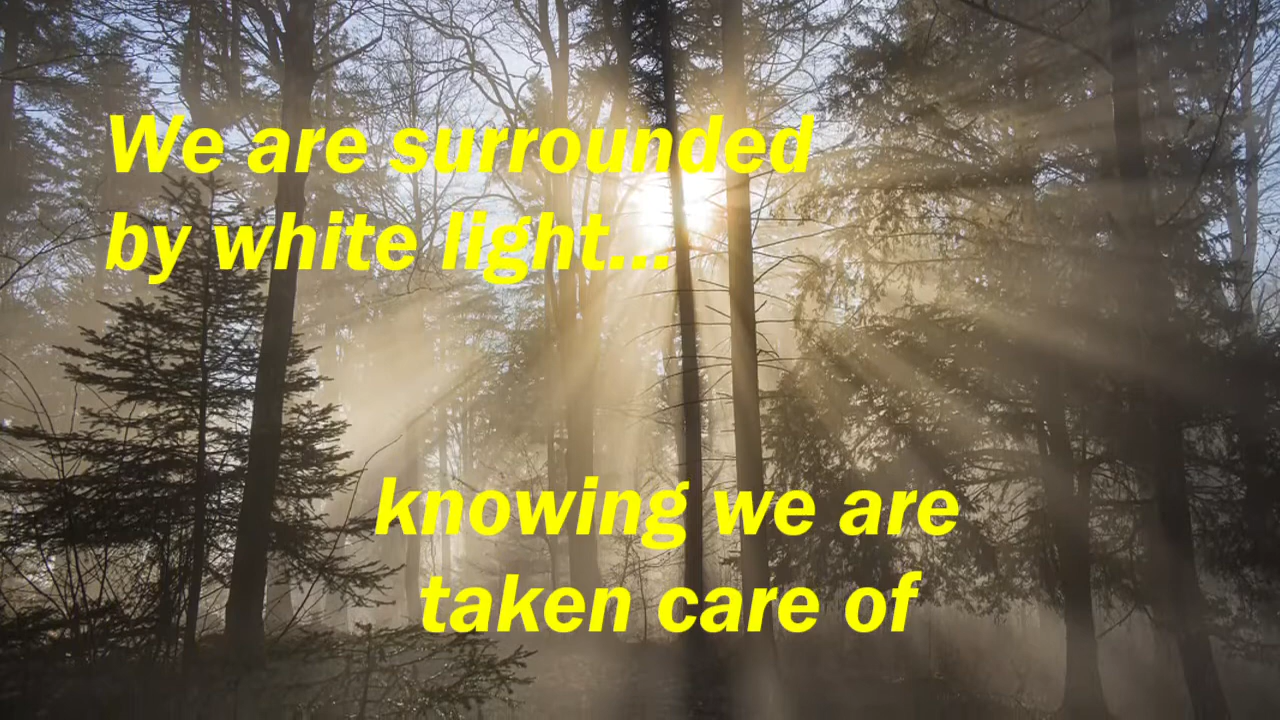 We are surrounded
by white light...
knowing we are
taken care of